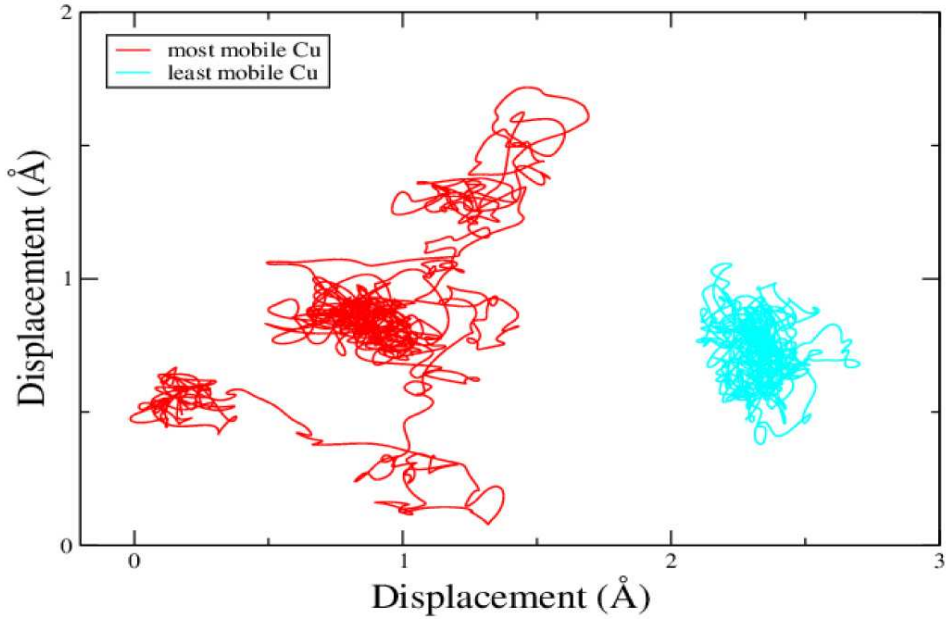 2
most mobile Cu
least mobile Cu
Displacemtent (Å)
1
0
0 1 2 3
Displacement (Å)